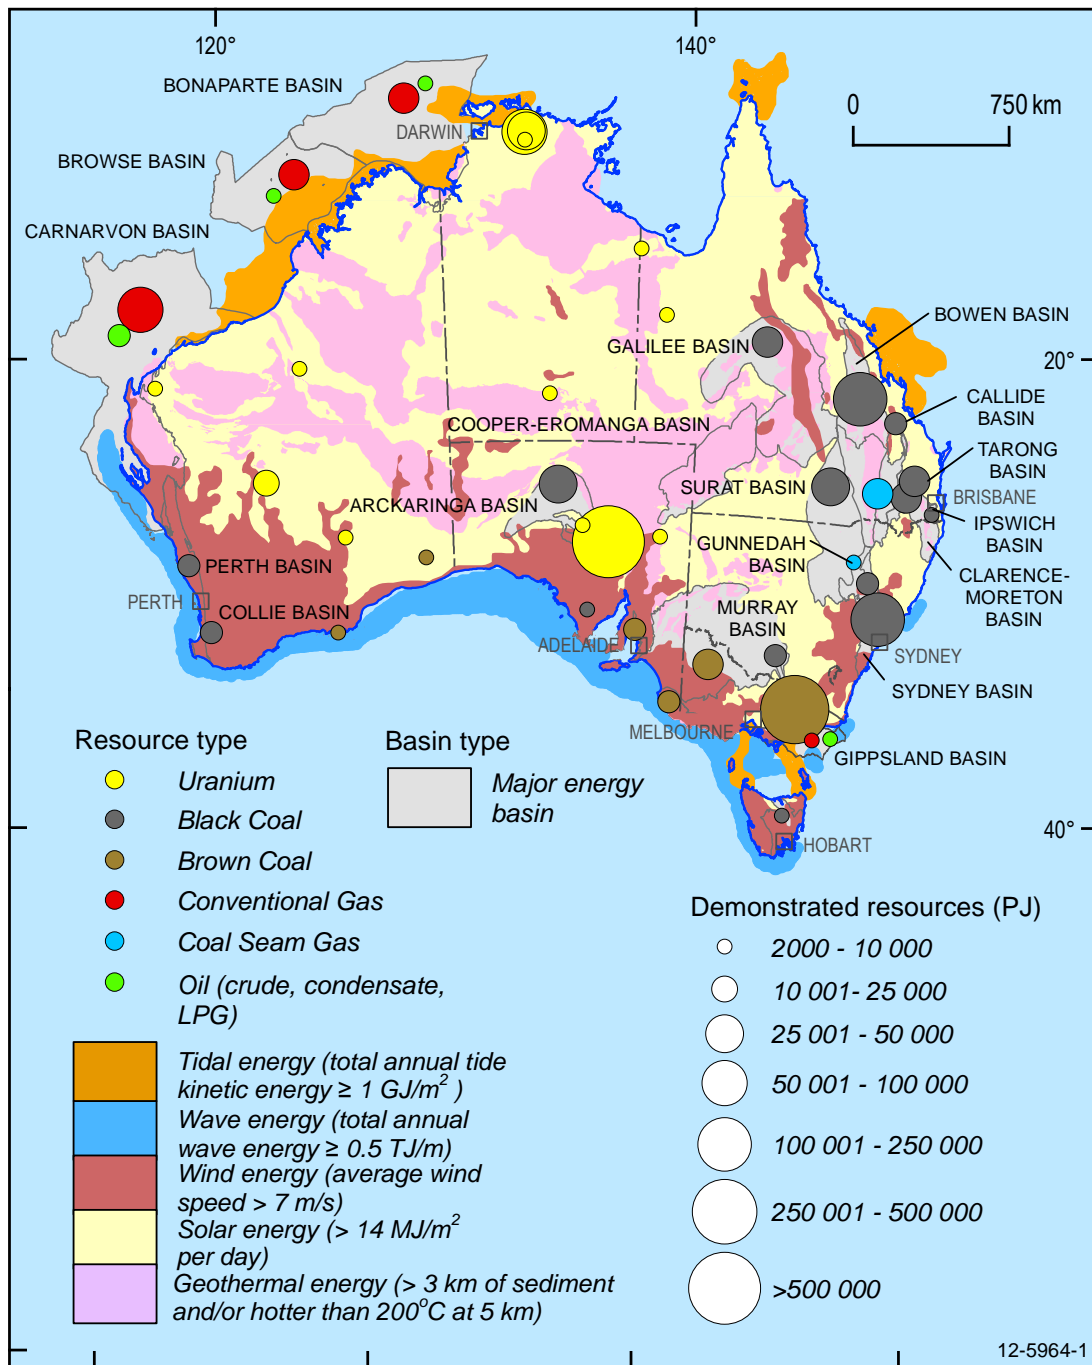 120°
140°
BONAPARTE BASIN
0
750 km
DARWIN
BROWSE BASIN
CARNARVON BASIN
BOWEN BASIN
GALILEE BASIN
20°
CALLIDE
BASIN
COOPER-EROMANGA BASIN
TARONG
BASIN
SURAT BASIN
BRISBANE
ARCKARINGA BASIN
IPSWICH
BASIN
GUNNEDAH
BASIN
PERTH BASIN
CLARENCE-
MORETON
BASIN
PERTH
COLLIE BASIN
MURRAY
BASIN
ADELAIDE
SYDNEY
SYDNEY BASIN
MELBOURNE
GIPPSLAND BASIN
HOBART
40°
Resource type
Uranium
Black Coal
Brown Coal
Conventional Gas
Coal Seam Gas
Oil (crude, condensate,
LPG)
Basin type
Major energy
basin
Tidal energy (total annual tide
kinetic energy ≥ 1 GJ/m²)
Wave energy (total annual
wave energy ≥ 0.5 TJ/m)
Wind energy (average wind
speed > 7 m/s)
Solar energy (> 14 MJ/m²
per day)
Geothermal energy (> 3 km of sediment
and/or hotter than 200°C at 5 km)
Demonstrated resources (PJ)
2000 - 10 000
10 001- 25 000
25 001 - 50 000
50 001 - 100 000
100 001 - 250 000
250 001 - 500 000
>500 000
12-5964-1